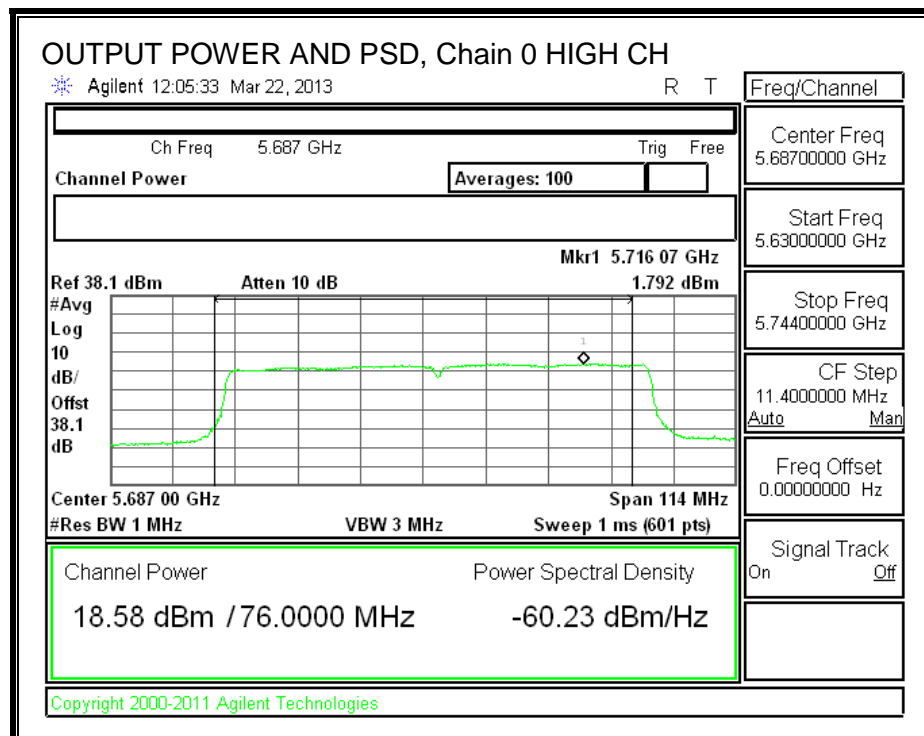 OUTPUT POWER AND PSD, Chain 0 HIGH CH
Agilent 12:05:33 Mar 22, 2013 R T
Freq/Channel
Ch Freq 5.687 GHz Trig Free
Channel Power Averages: 100
Mkr1 5.716 07 GHz
Ref 38.1 dBm Atten 10 dB 1.792 dBm
#Avg
Log
10
dB/
Offst
38.1
dB
1
Center 5.687 00 GHz Span 114 MHz
#Res BW 1 MHz VBW 3 MHz Sweep 1 ms (601 pts)
Channel Power Power Spectral Density
18.58 dBm / 76.0000 MHz -60.23 dBm/Hz
Center Freq
5.68700000 GHz
Start Freq
5.63000000 GHz
Stop Freq
5.74400000 GHz
CF Step
11.4000000 MHz
Auto Man
Freq Offset
0.00000000 Hz
Signal Track
On Off
Copyright 2000-2011 Agilent Technologies